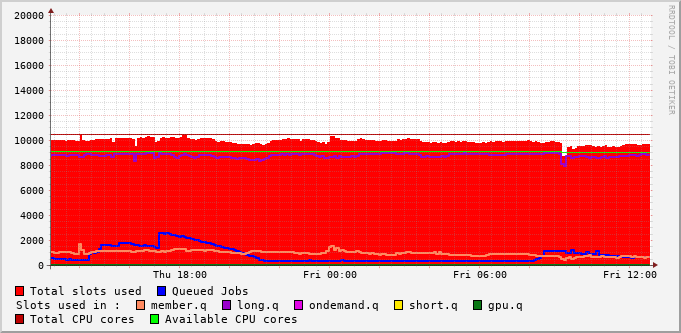 20000
18000
16000
14000
12000
10000
8000
6000
4000
2000
0
Thu 18:00 Fri 00:00 Fri 06:00 Fri 12:00
Total slots used Queued Jobs
Slots used in : member.q long.q ondemand.q short.q gpu.q
Total CPU cores Available CPU cores
RRDTOOL / TOBI OETIKER